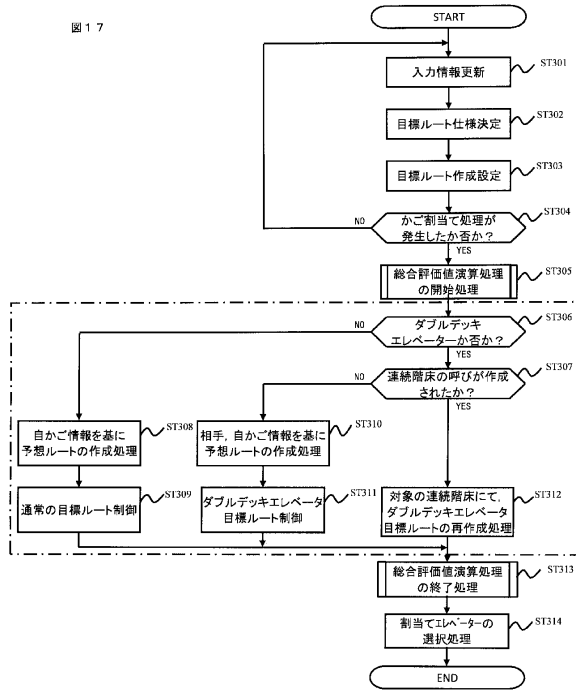 図17
START
入力情報更新
ST301
目標ルート仕様決定
ST302
目標ルート作成設定
ST303
かご割当て処理が
発生したか否か？
ST304
NO
YES
総合評価値演算処理
の開始処理
ST305
ダブルデッキ
エレベーターか否か？
ST306
NO
YES
連続階床の呼びが作成
されたか？
ST307
NO
YES
自かご情報を基に
予想ルートの作成処理
ST308
相手，自かご情報を基に
予想ルートの作成処理
ST310
通常の目標ルート制御
ST309
ダブルデッキエレベータ
目標ルート制御
ST311
対象の連続階床にて，
ダブルデッキエレベータ
目標ルートの再作成処理
ST312
総合評価値演算処理
の終了処理
ST313
割当てエレベーターの
選択処理
ST314
END